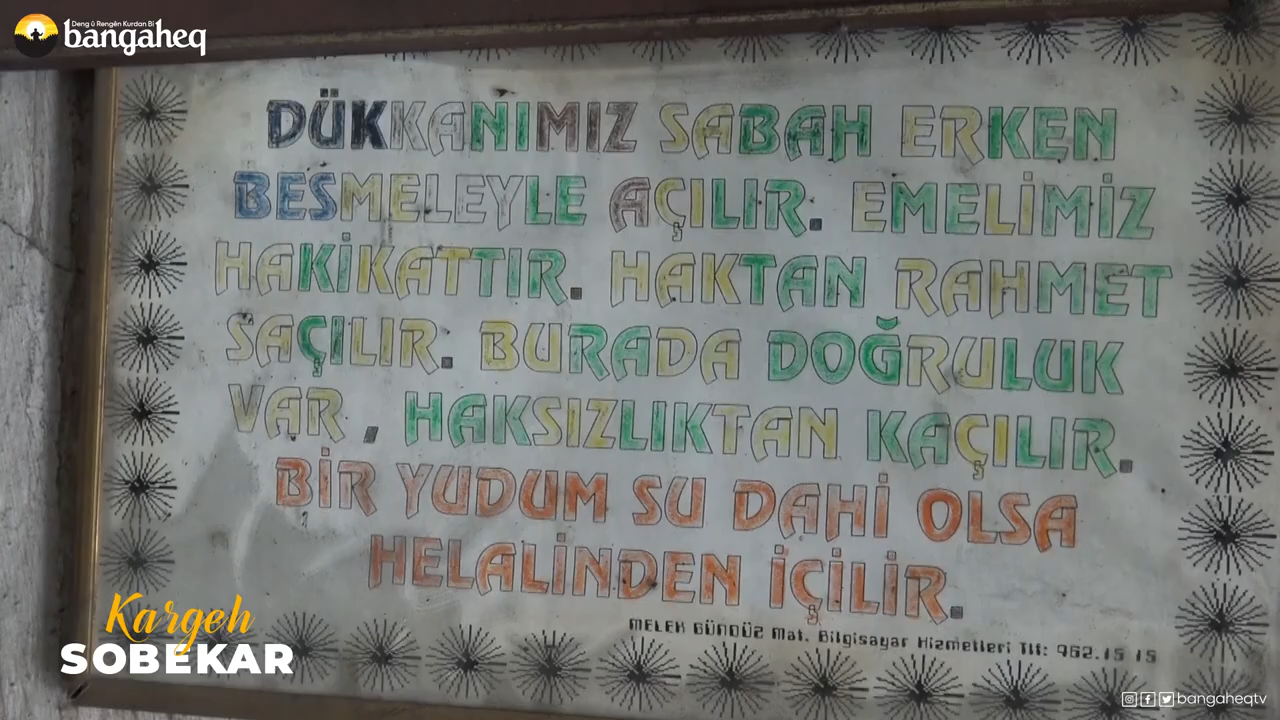 Deng û Rengên Kurdan Bi
bangaheq
DÜKKANIMIZ SABAH ERKEN
BESMELEYLE AÇILIR. EMELİMİZ
HAKİKATTIR. HAKTAN RAHMET
SAÇILIR. BURADA DOĞRULUK
VAR , HAKSIZLIKTAN KAÇILIR.
BİR YUDUM SU DAHİ OLSA
HELALİNDEN İÇİLİR.
MELEK GÜNDÜZ Mat. Bilgisayar Hizmetleri Tlf: 962.15 15
Kargeh
SOBEKAR
bangaheqtv